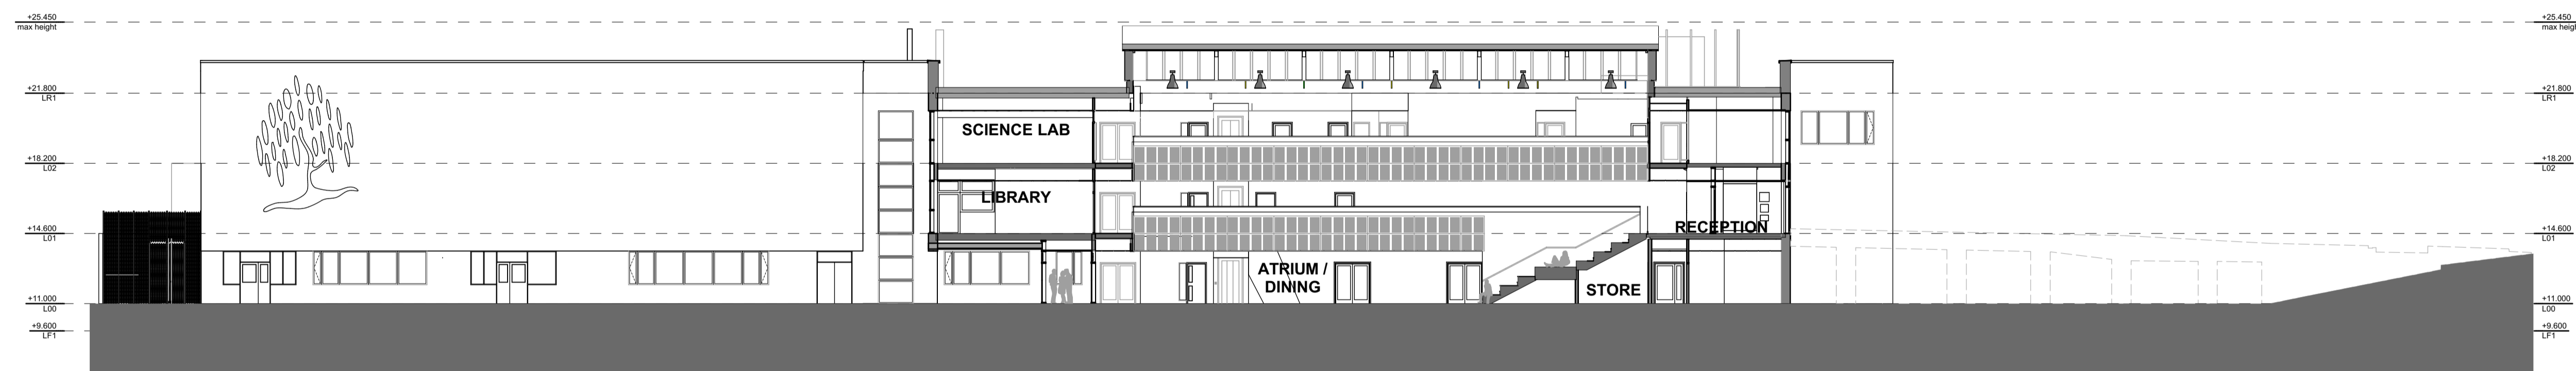 +25.450
max height
+21.800
LR1
+18.200
L02
+14.600
L01
+11.000
L00
+9.600
LF1
SCIENCE LAB
LIBRARY
ATRIUM /
DINING
STORE
RECEPTION
+25.450
max heigh
+21.800
LR1
+18.200
L02
+14.600
L01
+11.000
L00
+9.600
LF1